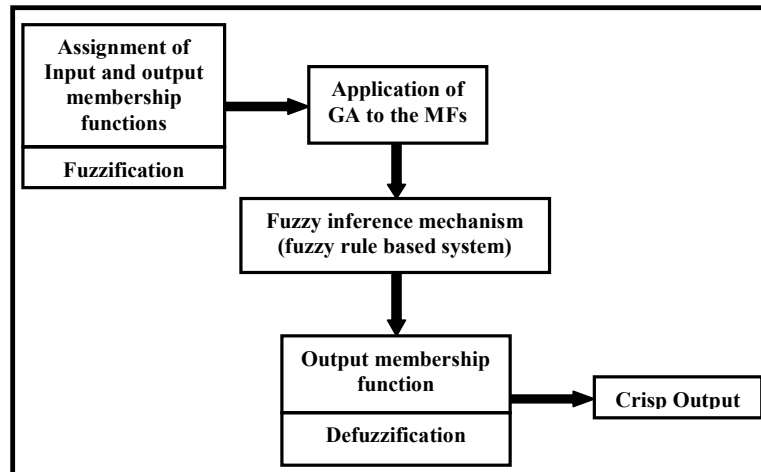 Assignment of
Input and output
membership
functions
Fuzzification
Application of
GA to the MFs
Fuzzy inference mechanism
(fuzzy rule based system)
Output membership
function
Defuzzification
Crisp Output